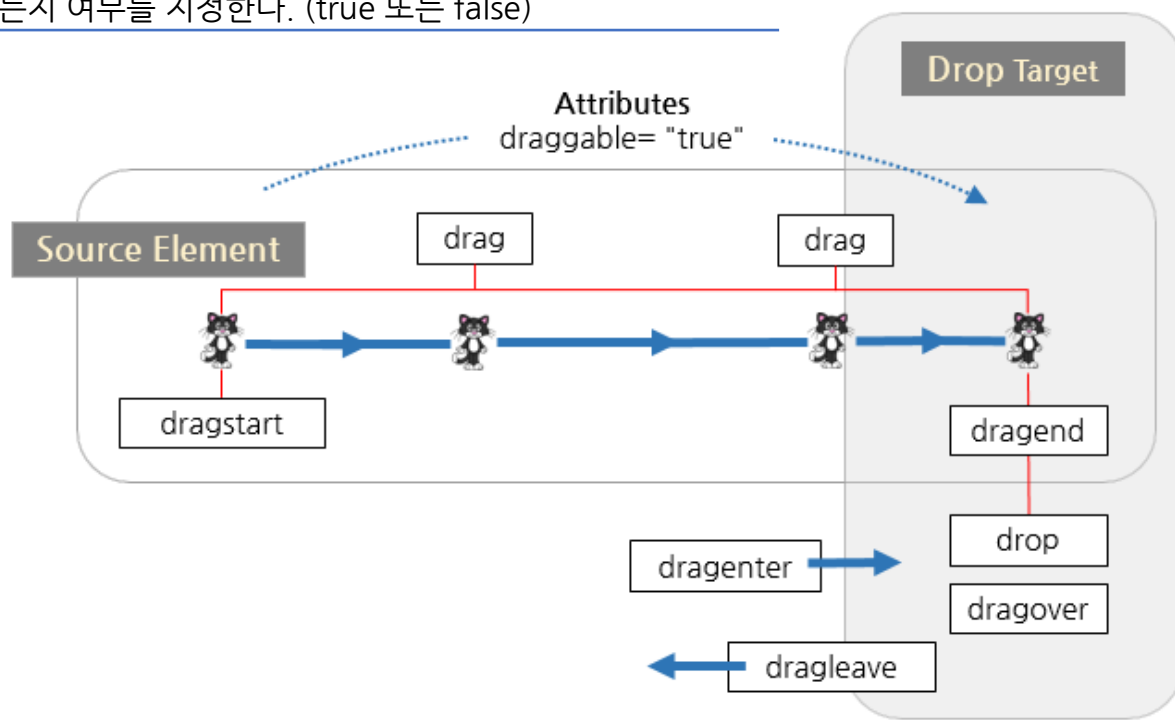 는지 여부를 지정한다. (true 또는 false)
Drop Target
Attributes
draggable= "true"
Source Element
drag
drag
dragstart
dragend
drop
dragenter
dragover
dragleave